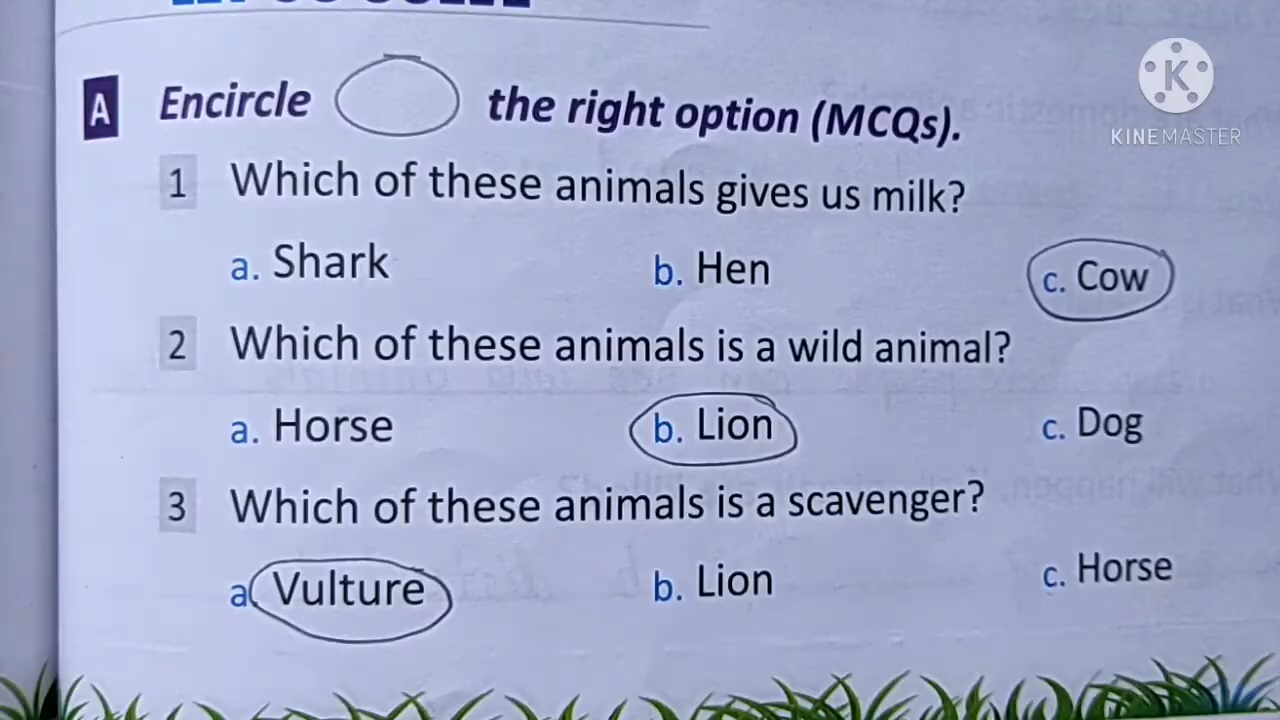 A Encircle the right option (MCQs).
1 Which of these animals gives us milk?
a. Shark b. Hen c. Cow
2 Which of these animals is a wild animal?
a. Horse b. Lion c. Dog
3 Which of these animals is a scavenger?
a. Vulture b. Lion c. Horse
K
KINEMASTER